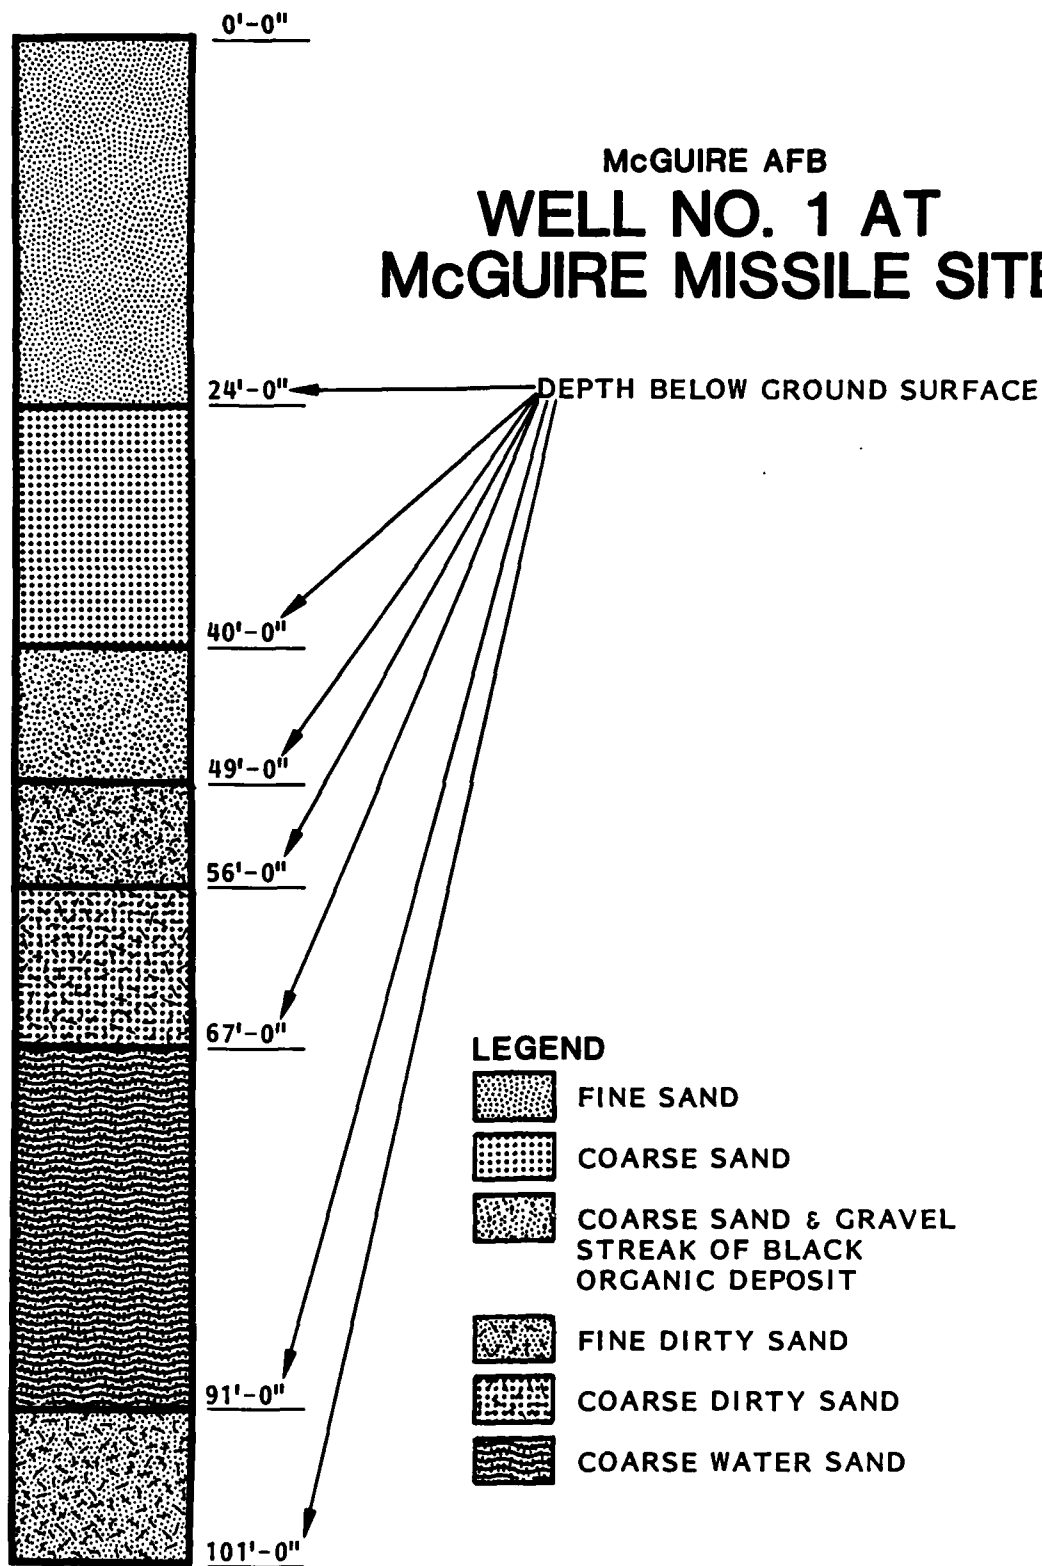 0'-0"
McGUIRE AFB
WELL NO. 1 AT
McGUIRE MISSILE SITE
24'-0"
DEPTH BELOW GROUND SURFACE
40'-0"
49'-0"
56'-0"
67'-0"
91'-0"
101'-0"
LEGEND
FINE SAND
COARSE SAND
COARSE SAND & GRAVEL
STREAK OF BLACK
ORGANIC DEPOSIT
FINE DIRTY SAND
COARSE DIRTY SAND
COARSE WATER SAND